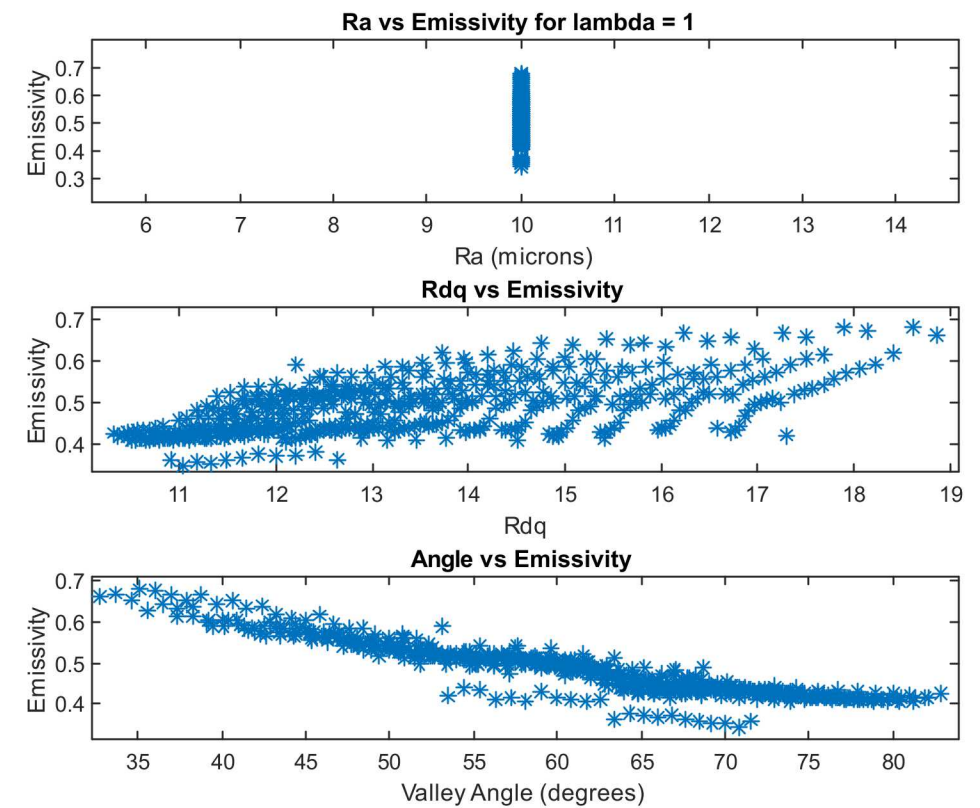 Ra vs Emissivity for lambda = 1
Emissivity
0.7
0.6
0.5
0.4
0.3
6 7 8 9 10 11 12 13 14
Ra (microns)
Rdq vs Emissivity
Emissivity
0.7
0.6
0.5
0.4
11 12 13 14 15 16 17 18 19
Rdq
Angle vs Emissivity
Emissivity
0.7
0.6
0.5
0.4
35 40 45 50 55 60 65 70 75 80
Valley Angle (degrees)